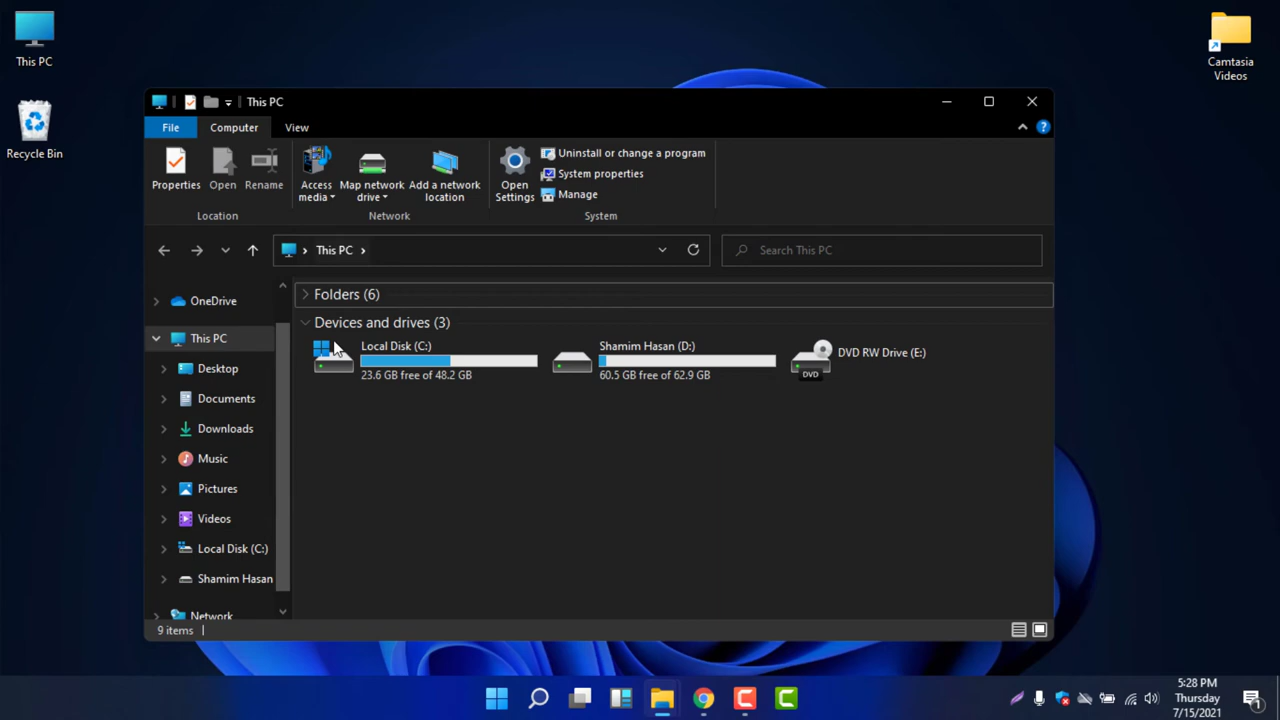 This PC
Recycle Bin
Camtasia
Videos
This PC
File
Computer
View
Properties
Open
Rename
Access
media
Map network
drive
Add a network
location
Open
Settings
Uninstall or change a program
System properties
Manage
Location
Network
System
This PC
Search This PC
OneDrive
This PC
Desktop
Documents
Downloads
Music
Pictures
Videos
Local Disk (C:)
Shamim Hasan
Network
Folders (6)
Devices and drives (3)
Local Disk (C:)
23.6 GB free of 48.2 GB
Shamim Hasan (D:)
60.5 GB free of 62.9 GB
DVD RW Drive (E:)
DVD
9 items
5:28 PM
Thursday
7/15/2021
1